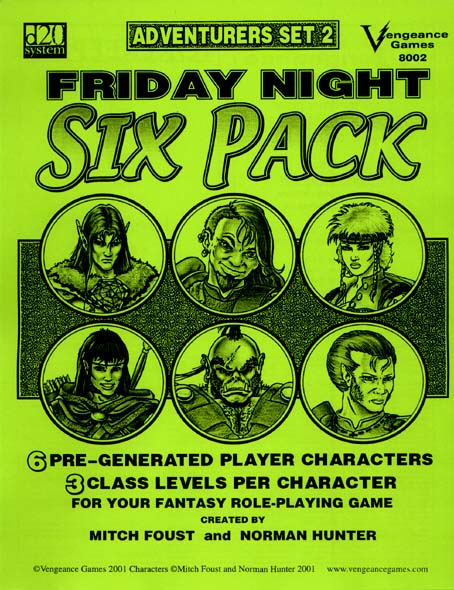 d20
system
ADVENTURERS SET 2
Vengeance
Games
8002
FRIDAY NIGHT
SIX PACK
6 PRE-GENERATED PLAYER CHARACTERS
3 CLASS LEVELS PER CHARACTER
FOR YOUR FANTASY ROLE-PLAYING GAME
CREATED BY
MITCH FOUST and NORMAN HUNTER
©Vengeance Games 2001 Characters ©Mitch Foust and Norman Hunter 2001 www.vengeancegames.com